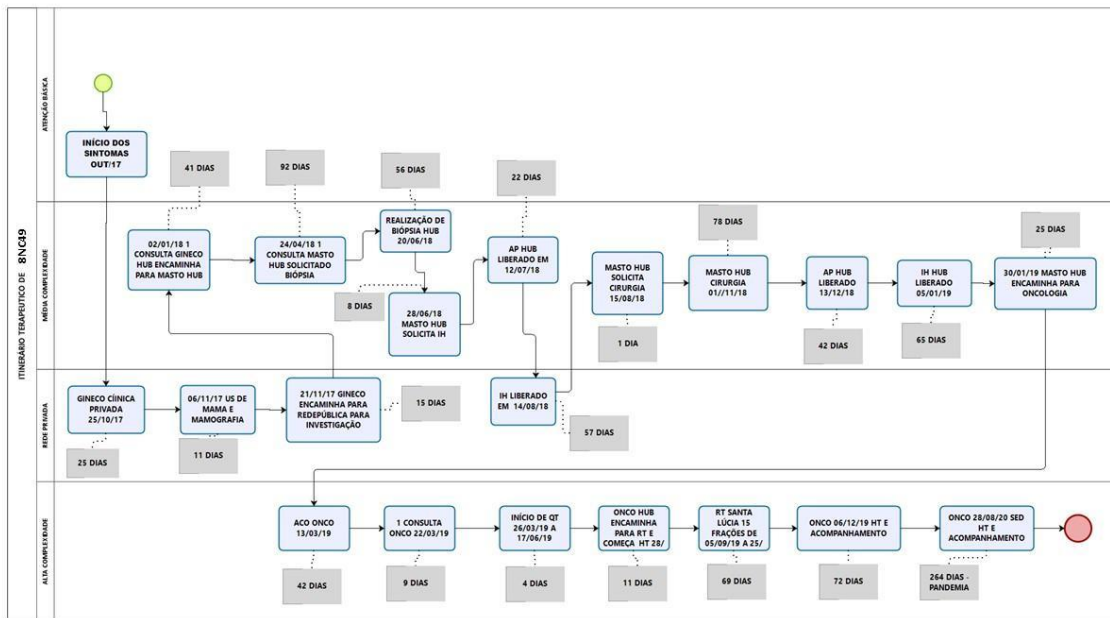 ITINERÁRIO TERAPEUTICO DE 8NC49
ATENÇÃO BÁSICA
INÍCIO DOS
SINTOMAS
OUT/17
41 DIAS
92 DIAS
56 DIAS
22 DIAS
MÉDIA COMPLEXIDADE
02/01/18 1
CONSULTA GINECO
HUB ENCAMINHA
PARA MASTO HUB
24/04/18 1
CONSULTA MASTO
HUB SOLICITADO
BIÓPSIA
REALIZAÇÃO DE
BIÓPSIA HUB
20/06/18
8 DIAS
28/06/18
MASTO HUB
SOLICITA IH
AP HUB
LIBERADO EM
12/07/18
MASTO HUB
SOLICITA
CIRURGIA
15/08/18
1 DIA
78 DIAS
MASTO HUB
CIRURGIA
01//11/18
AP HUB
LIBERADO
13/12/18
42 DIAS
IH HUB
LIBERADO
05/01/19
65 DIAS
25 DIAS
30/01/19 MASTO HUB
ENCAMINHA PARA
ONCOLOGIA
REDE PRIVADA
GINECO CÍINICA
PRIVADA
25/10/17
25 DIAS
06/11/17 US DE
MAMA E
MAMOGRAFIA
11 DIAS
21/11/17 GINECO
ENCAMINHA PARA
REDEPÚBLICA PARA
INVESTIGAÇÃO
15 DIAS
IH LIBERADO
EM 14/08/18
57 DIAS
ALTA COMPLEXIDADE
ACO ONCO
13/03/19
42 DIAS
1 CONSULTA
ONCO 22/03/19
9 DIAS
INÍCIO DE QT
26/03/19 A
17/06/19
4 DIAS
ONCO HUB
ENCAMINHA
PARA RT E
COMEÇA HT 28/
11 DIAS
RT SANTA
LÚCIA 15
FRAÇÕES DE
05/09/19 A 25/
69 DIAS
ONCO 06/12/19 HT E
ACOMPANHAMENTO
72 DIAS
ONCO 28/08/20 SED
HT E
ACOMPANHAMENTO
264 DIAS -
PANDEMIA